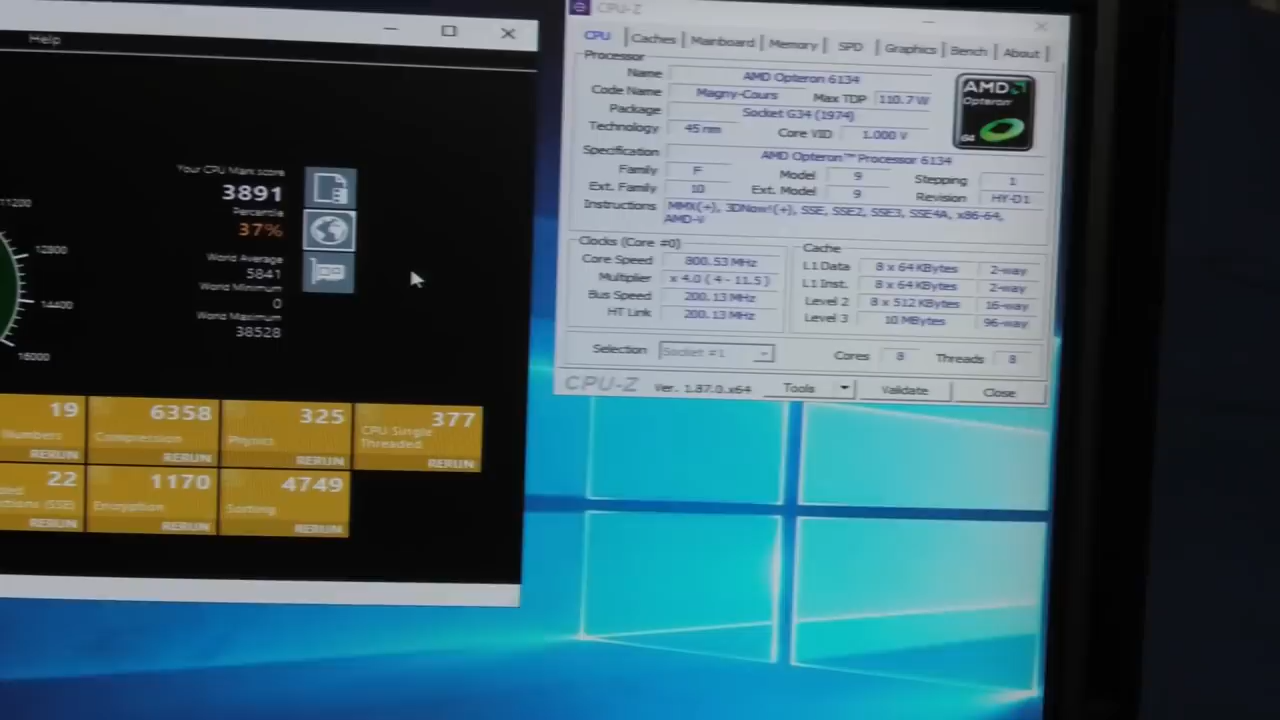 Help
Your CPU Mark score
3891
Percentile
37%
World Average
5841
World Minimum
0
World Maximum
38528
11200
12800
14400
16000
19
Numbers
RERUN
6358
Compression
RERUN
325
Physics
RERUN
377
CPU Single
Threaded
RERUN
22
RERUN
1170
Encryption
RERUN
4749
Sorting
RERUN
CPU-Z
CPU Caches Mainboard Memory SPD Graphics Bench About
Processor
Name AMD Opteron 6134
Code Name Magny-Cours Max TDP 110.7 W
Package Socket G34 (1974)
Technology 45 nm Core VID 1.000 V
AMD
Opteron
64
Specification AMD Opteron™ Processor 6134
Family F Model 9 Stepping 1
Ext. Family 10 Ext. Model 9 Revision HY-D1
Instructions MMX(+), 3DNow!(+), SSE, SSE2, SSE3, SSE4A, x86-64,
AMD-V
Clocks (Core #0)
Core Speed 800.53 MHz
Multiplier x 4.0 ( 4 - 11.5 )
Bus Speed 200.13 MHz
HT Link 200.13 MHz
Cache
L1 Data 8 x 64 KBytes 2-way
L1 Inst. 8 x 64 KBytes 2-way
Level 2 8 x 512 KBytes 16-way
Level 3 10 MBytes 96-way
Selection Socket #1 Cores 8 Threads 8
CPU-Z Ver. 1.87.0.x64 Tools Validate Close